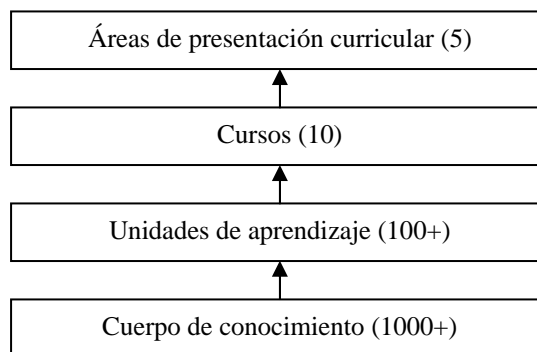 Áreas de presentación curricular (5)
Cursos (10)
Unidades de aprendizaje (100+)
Cuerpo de conocimiento (1000+)